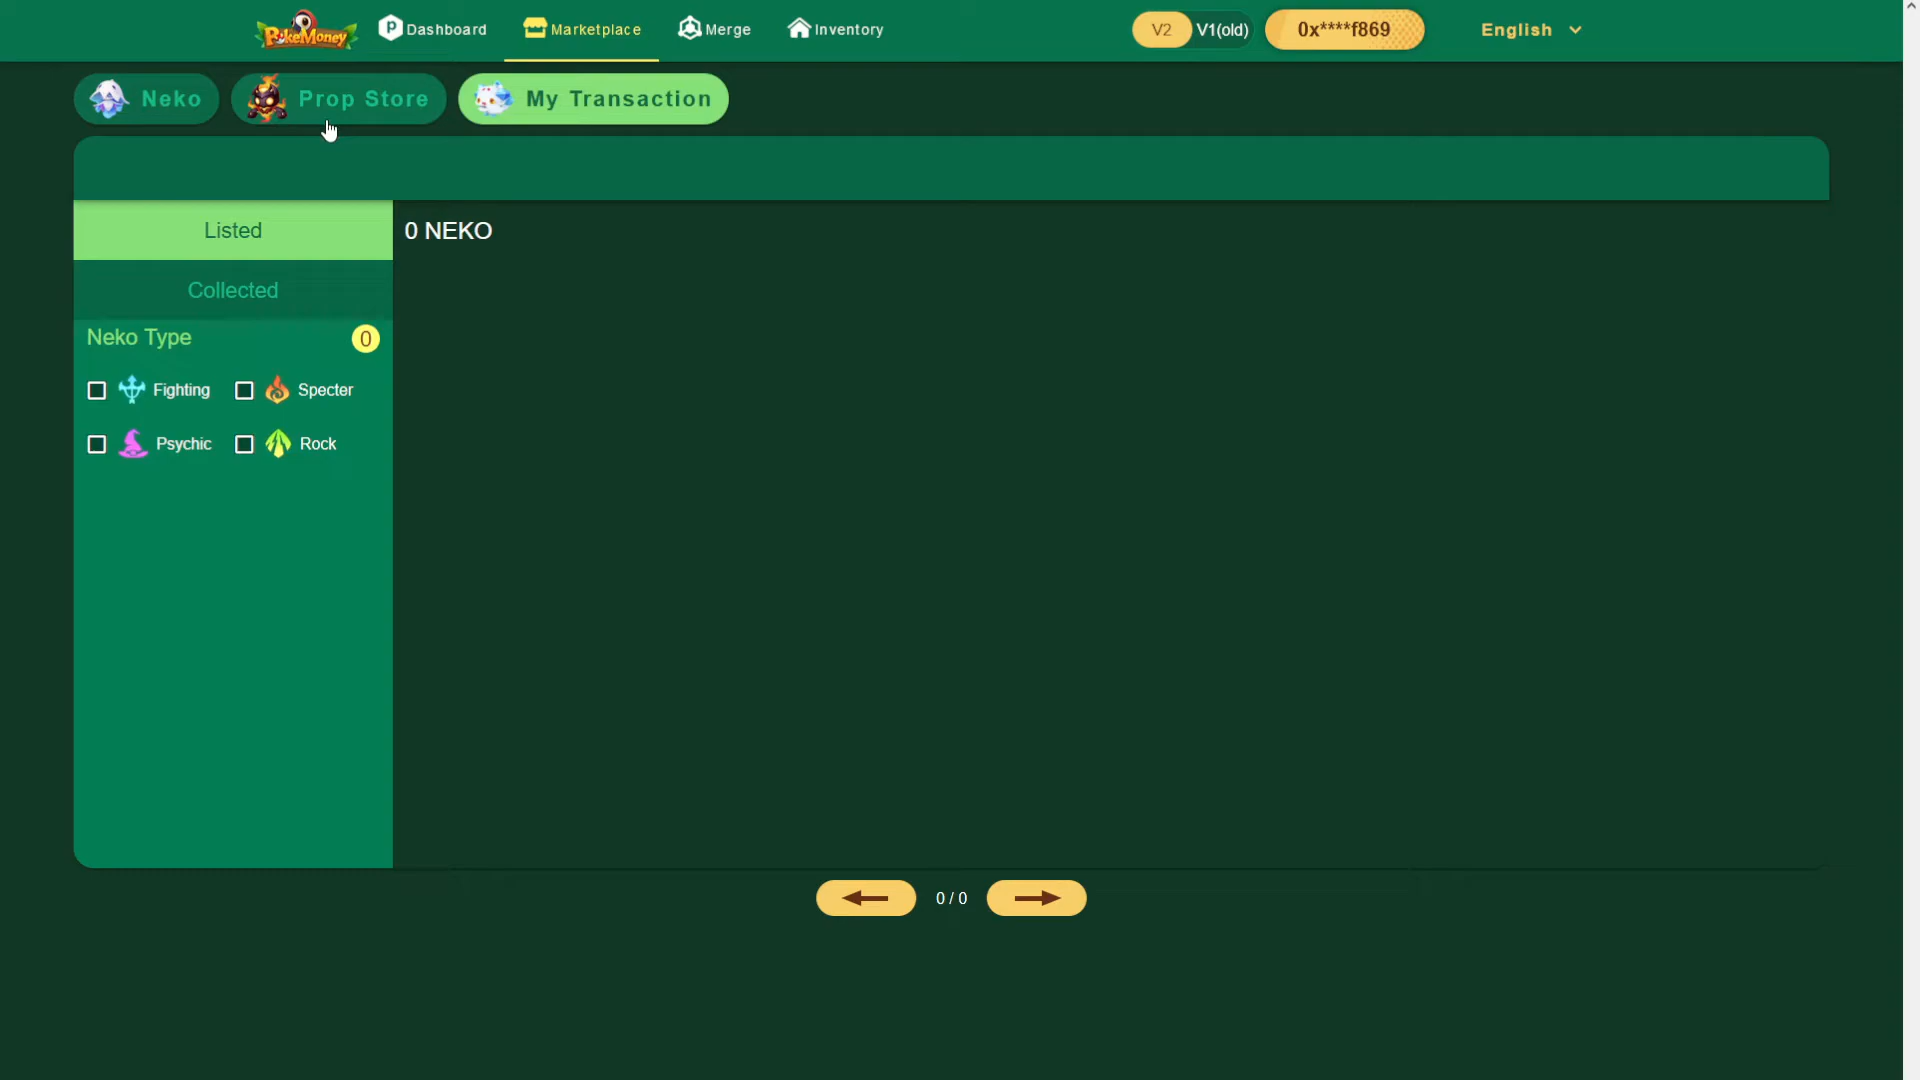 PokeMoney
Dashboard
Marketplace
Merge
Inventory
V2
V1(old)
0x****f869
English
Neko
Prop Store
My Transaction
Listed
0 NEKO
Collected
Neko Type
0
Fighting
Specter
Psychic
Rock
0 / 0